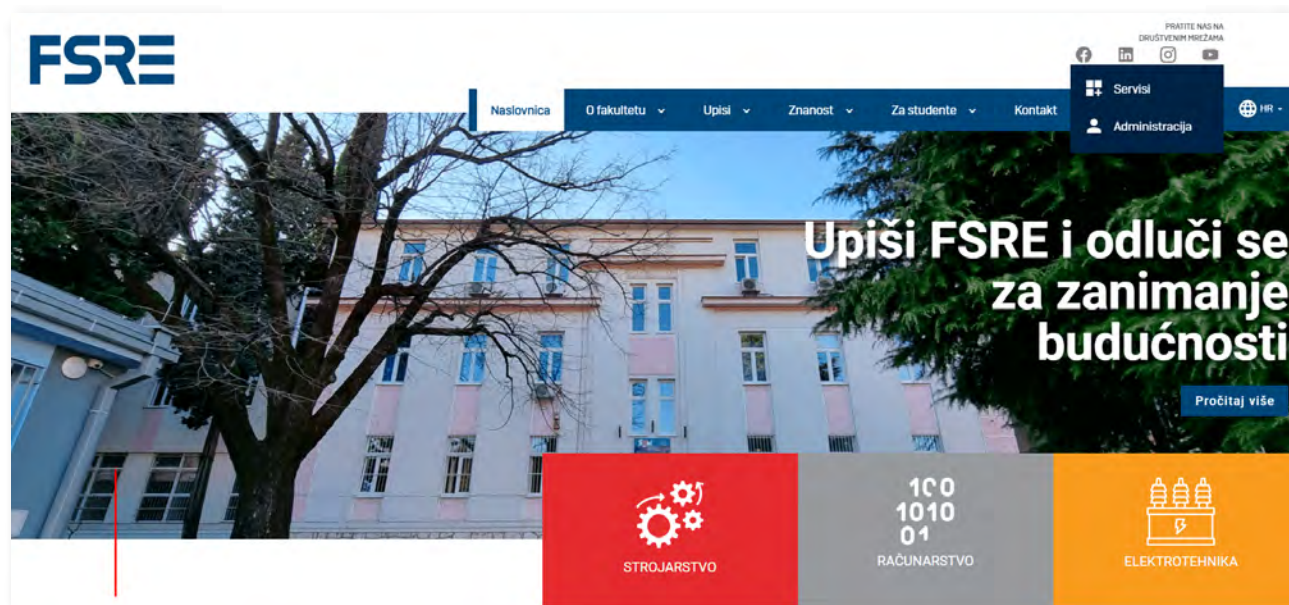 FSRE
PRATITE NAS NA
DRUŠTVENIM MREŽAMA
Servisi
Administracija
Naslovnica
O fakultetu
Upisi
Znanost
Za studente
Kontakt
HR
Upiši FSRE i odluči se
za zanimanje
budućnosti
Pročitaj više
100
1010
01
STROJARSTVO
RAČUNARSTVO
ELEKTROTEHNIKA